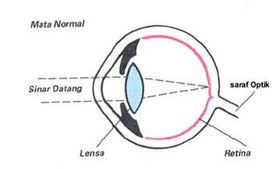 Mata Normal
Sinar Datang
saraf Optik
Lensa
Retina